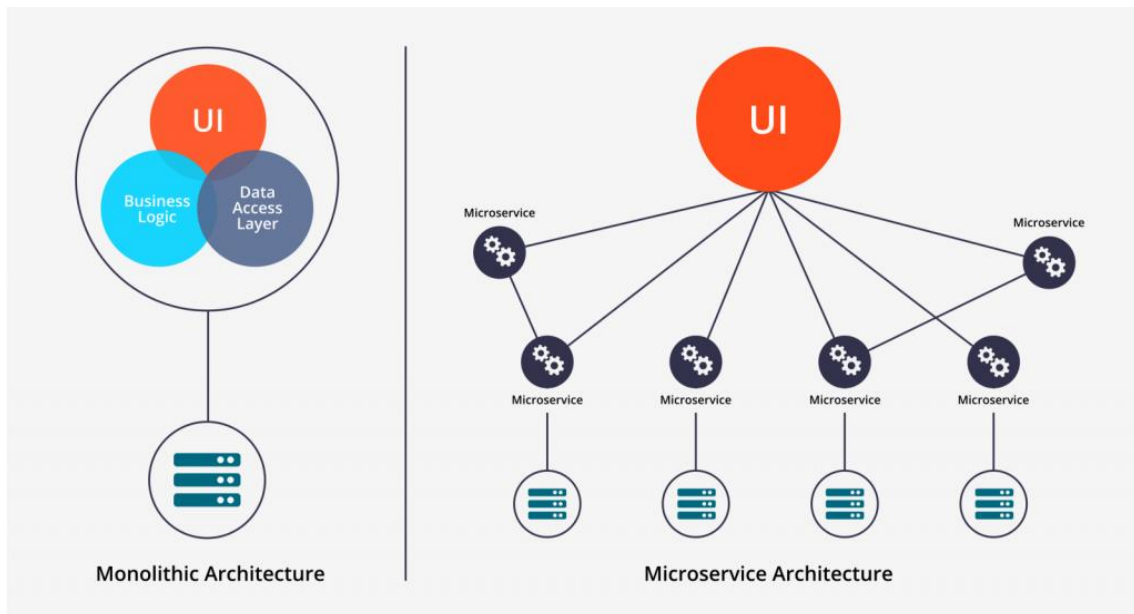 UI
Business
Logic
Data
Access
Layer
Monolithic Architecture
UI
Microservice
Microservice
Microservice
Microservice
Microservice
Microservice
Microservice Architecture